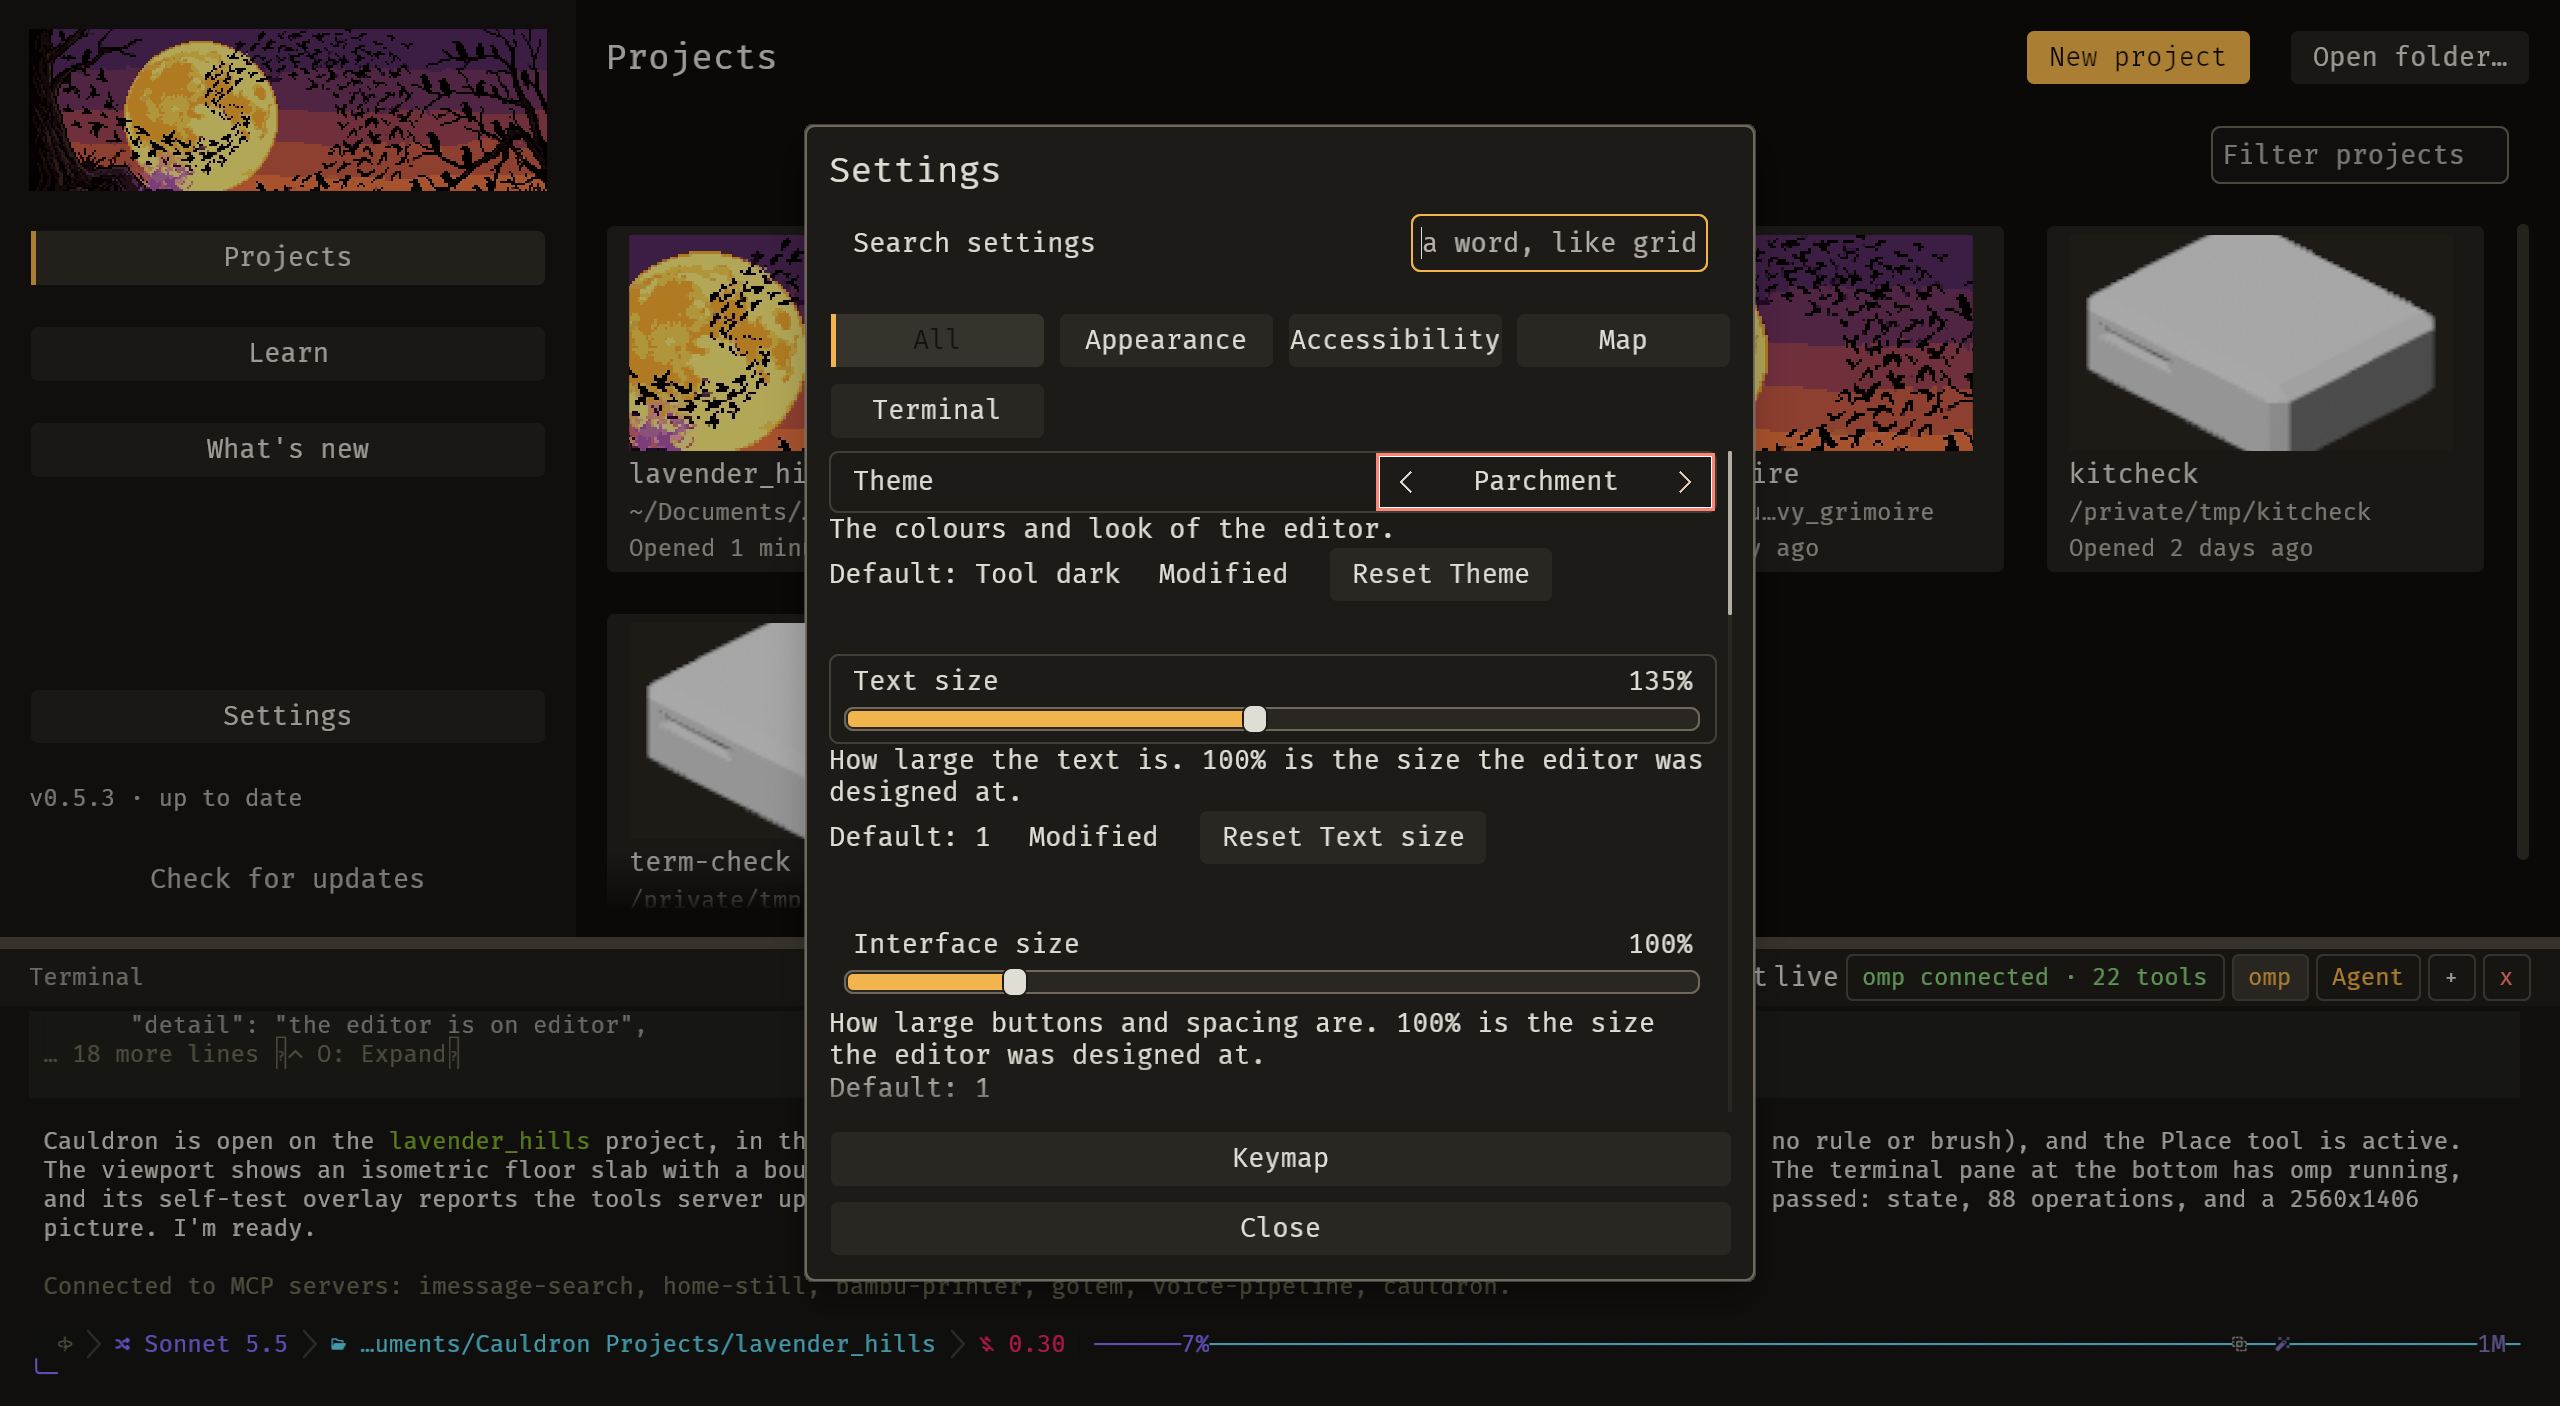 Projects
New project
Open folder…
Filter projects
Projects
Learn
What's new
Settings
v0.5.3 · up to date
Check for updates
lavender_hi
~/Documents/
Opened 1 min
ire
…vy_grimoire
ago
kitcheck
/private/tmp/kitcheck
Opened 2 days ago
term-check
/private/tmp
Settings
Search settings
a word, like grid
All
Appearance
Accessibility
Map
Terminal
Theme
< Parchment >
The colours and look of the editor.
Default: Tool dark Modified Reset Theme
Text size 135%
How large the text is. 100% is the size the editor was
designed at.
Default: 1 Modified Reset Text size
Interface size 100%
How large buttons and spacing are. 100% is the size
the editor was designed at.
Default: 1
Keymap
Close
Terminal
t live
omp connected · 22 tools
omp
Agent
+
x
"detail": "the editor is on editor",
… 18 more lines ^ O: Expand
Cauldron is open on the lavender_hills project, in th no rule or brush), and the Place tool is active.
The viewport shows an isometric floor slab with a bou The terminal pane at the bottom has omp running,
and its self-test overlay reports the tools server up passed: state, 88 operations, and a 2560x1406
picture. I'm ready.
Connected to MCP servers: imessage-search, home-still, bambu-printer, golem, voice-pipeline, cauldron.
Sonnet 5.5 …uments/Cauldron Projects/lavender_hills 0.30 7% 1M